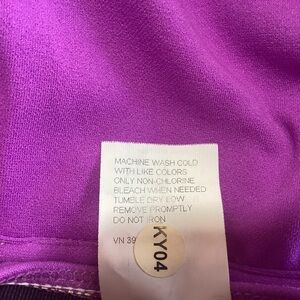 MACHINE WASH COLD
WITH LIKE COLORS
ONLY NON-CHLORINE
BLEACH WHEN NEEDED
TUMBLE DRY LOW
REMOVE PROMPTLY
DO NOT IRON
VN 39
KY04